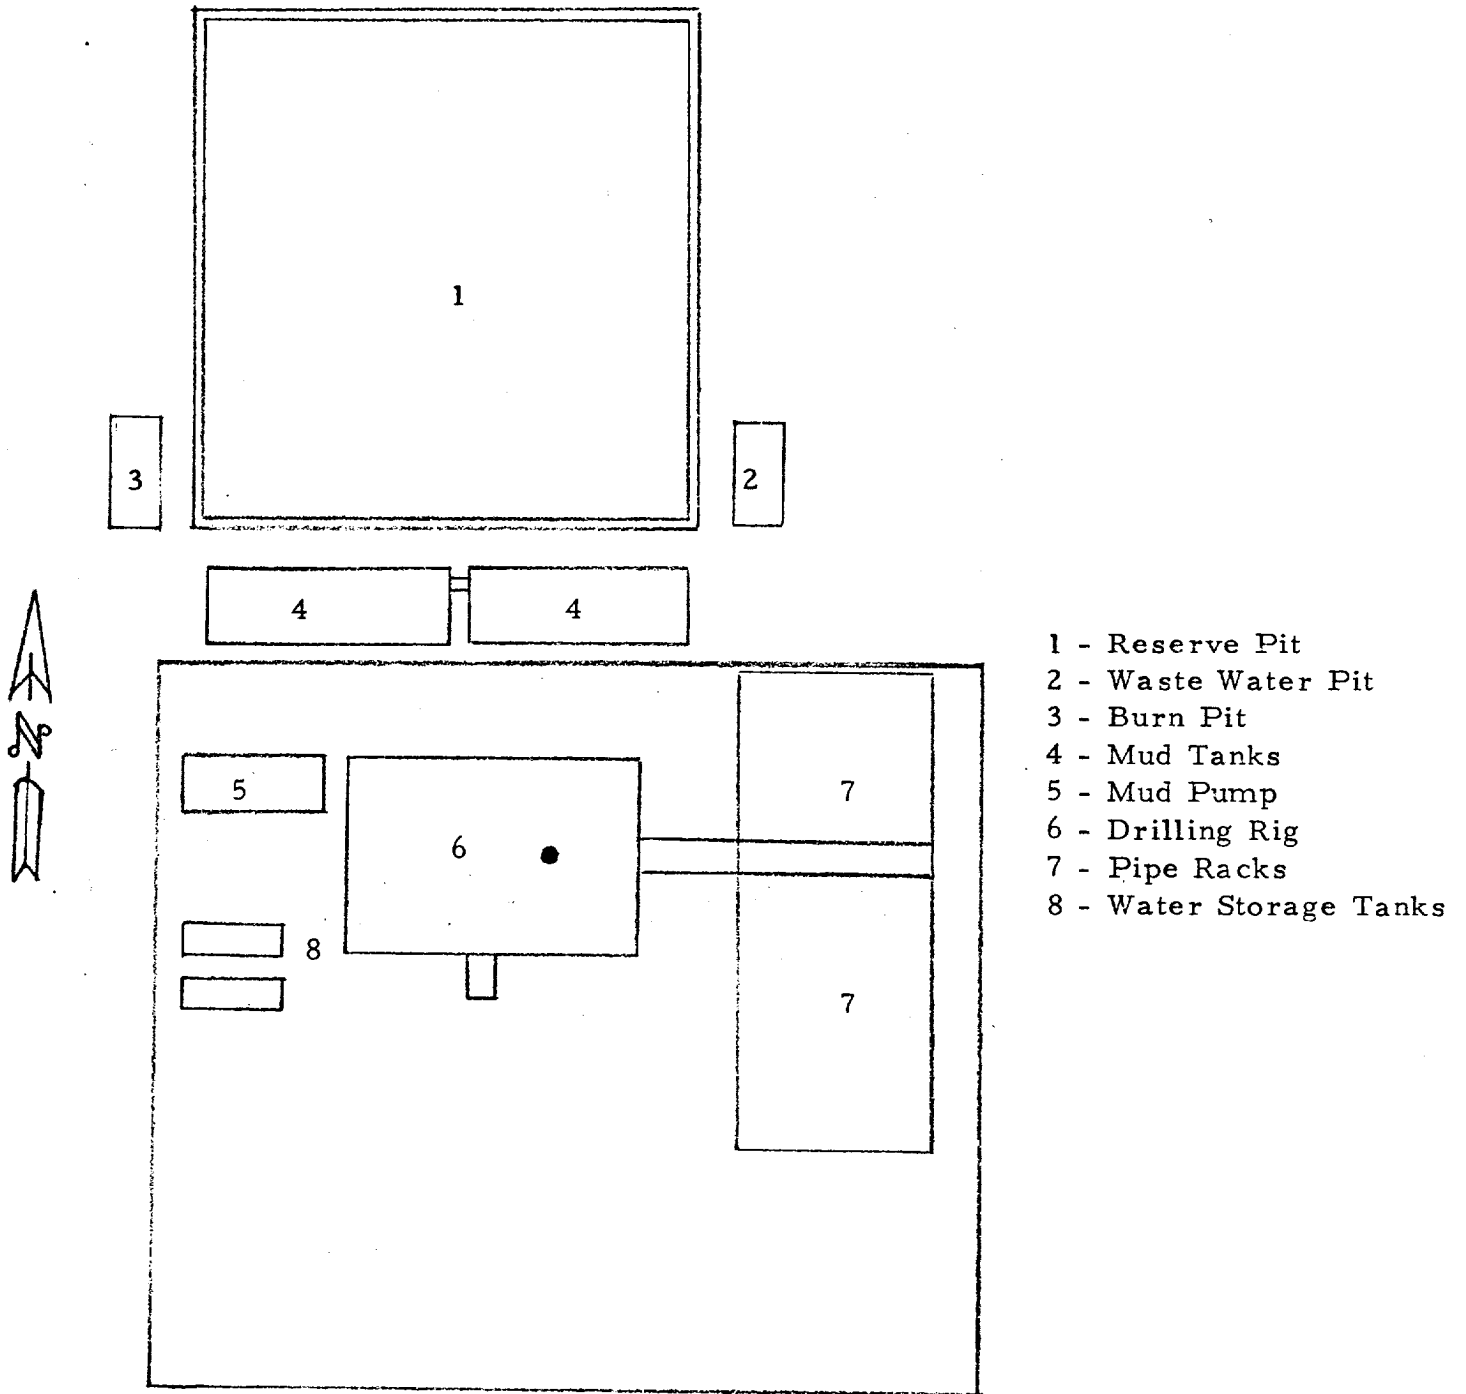 1
3
2
4
4
N
5
6
7
8
7
1 - Reserve Pit
2 - Waste Water Pit
3 - Burn Pit
4 - Mud Tanks
5 - Mud Pump
6 - Drilling Rig
7 - Pipe Racks
8 - Water Storage Tanks